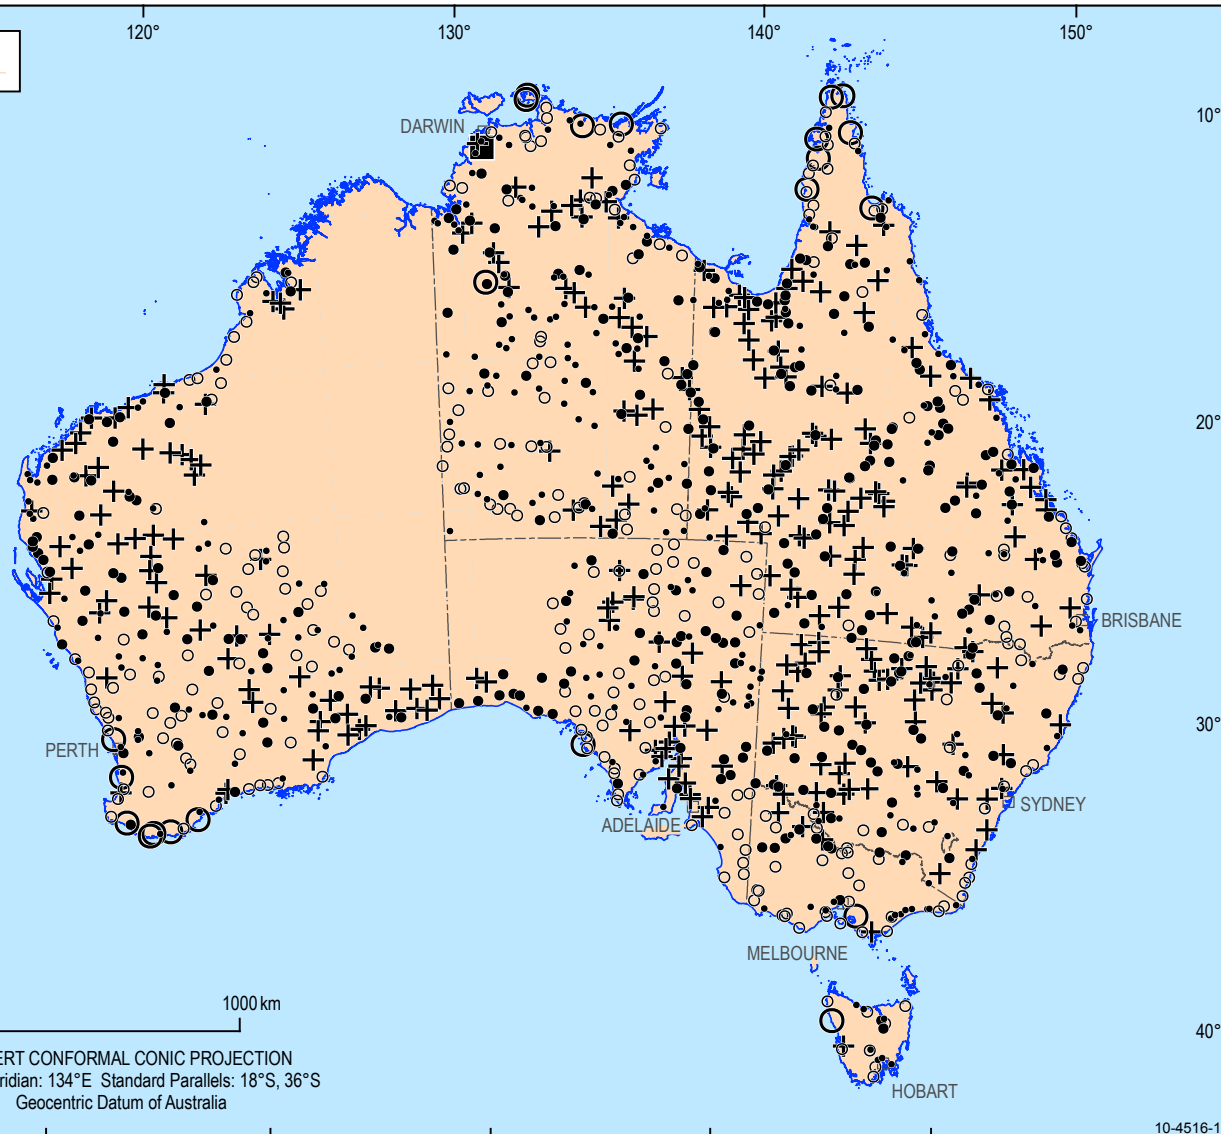 120°
130°
140°
150°
10°
DARWIN
20°
BRISBANE
30°
PERTH
SYDNEY
ADELAIDE
MELBOURNE
1000 km
40°
ERT CONFORMAL CONIC PROJECTION
ridian: 134°E Standard Parallels: 18°S, 36°S
Geocentric Datum of Australia
HOBART
10-4516-1